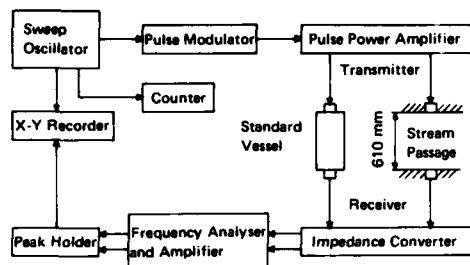 Sweep
Oscillator
Pulse Modulator
Pulse Power Amplifier
Transmitter
Counter
X-Y Recorder
Standard
Vessel
610 mm
Stream
Passage
Receiver
Peak Holder
Frequency Analyser
and Amplifier
Impedance Converter